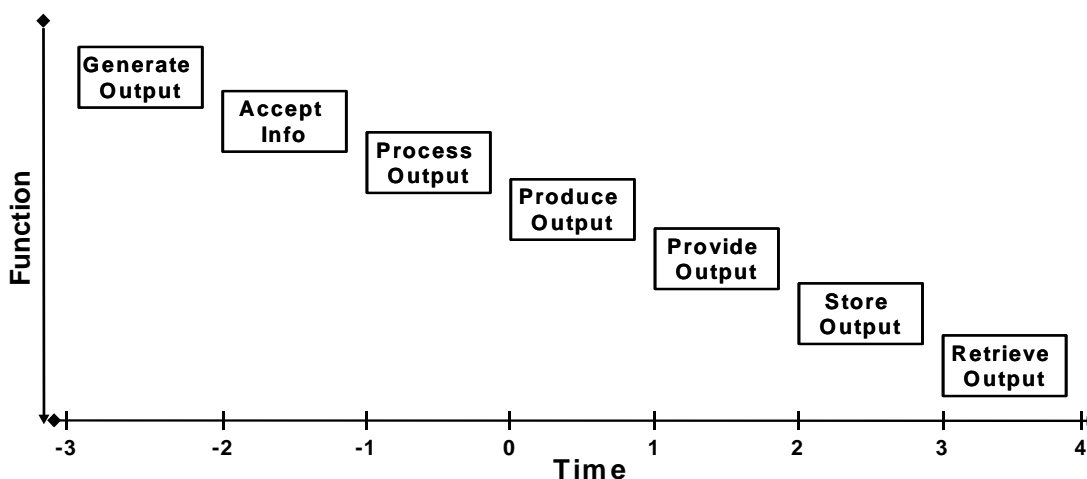 Generate
Output
Accept
Info
Process
Output
Produce
Output
Provide
Output
Store
Output
Retrieve
Output
Function
-3 -2 -1 0 1 2 3 4
Time